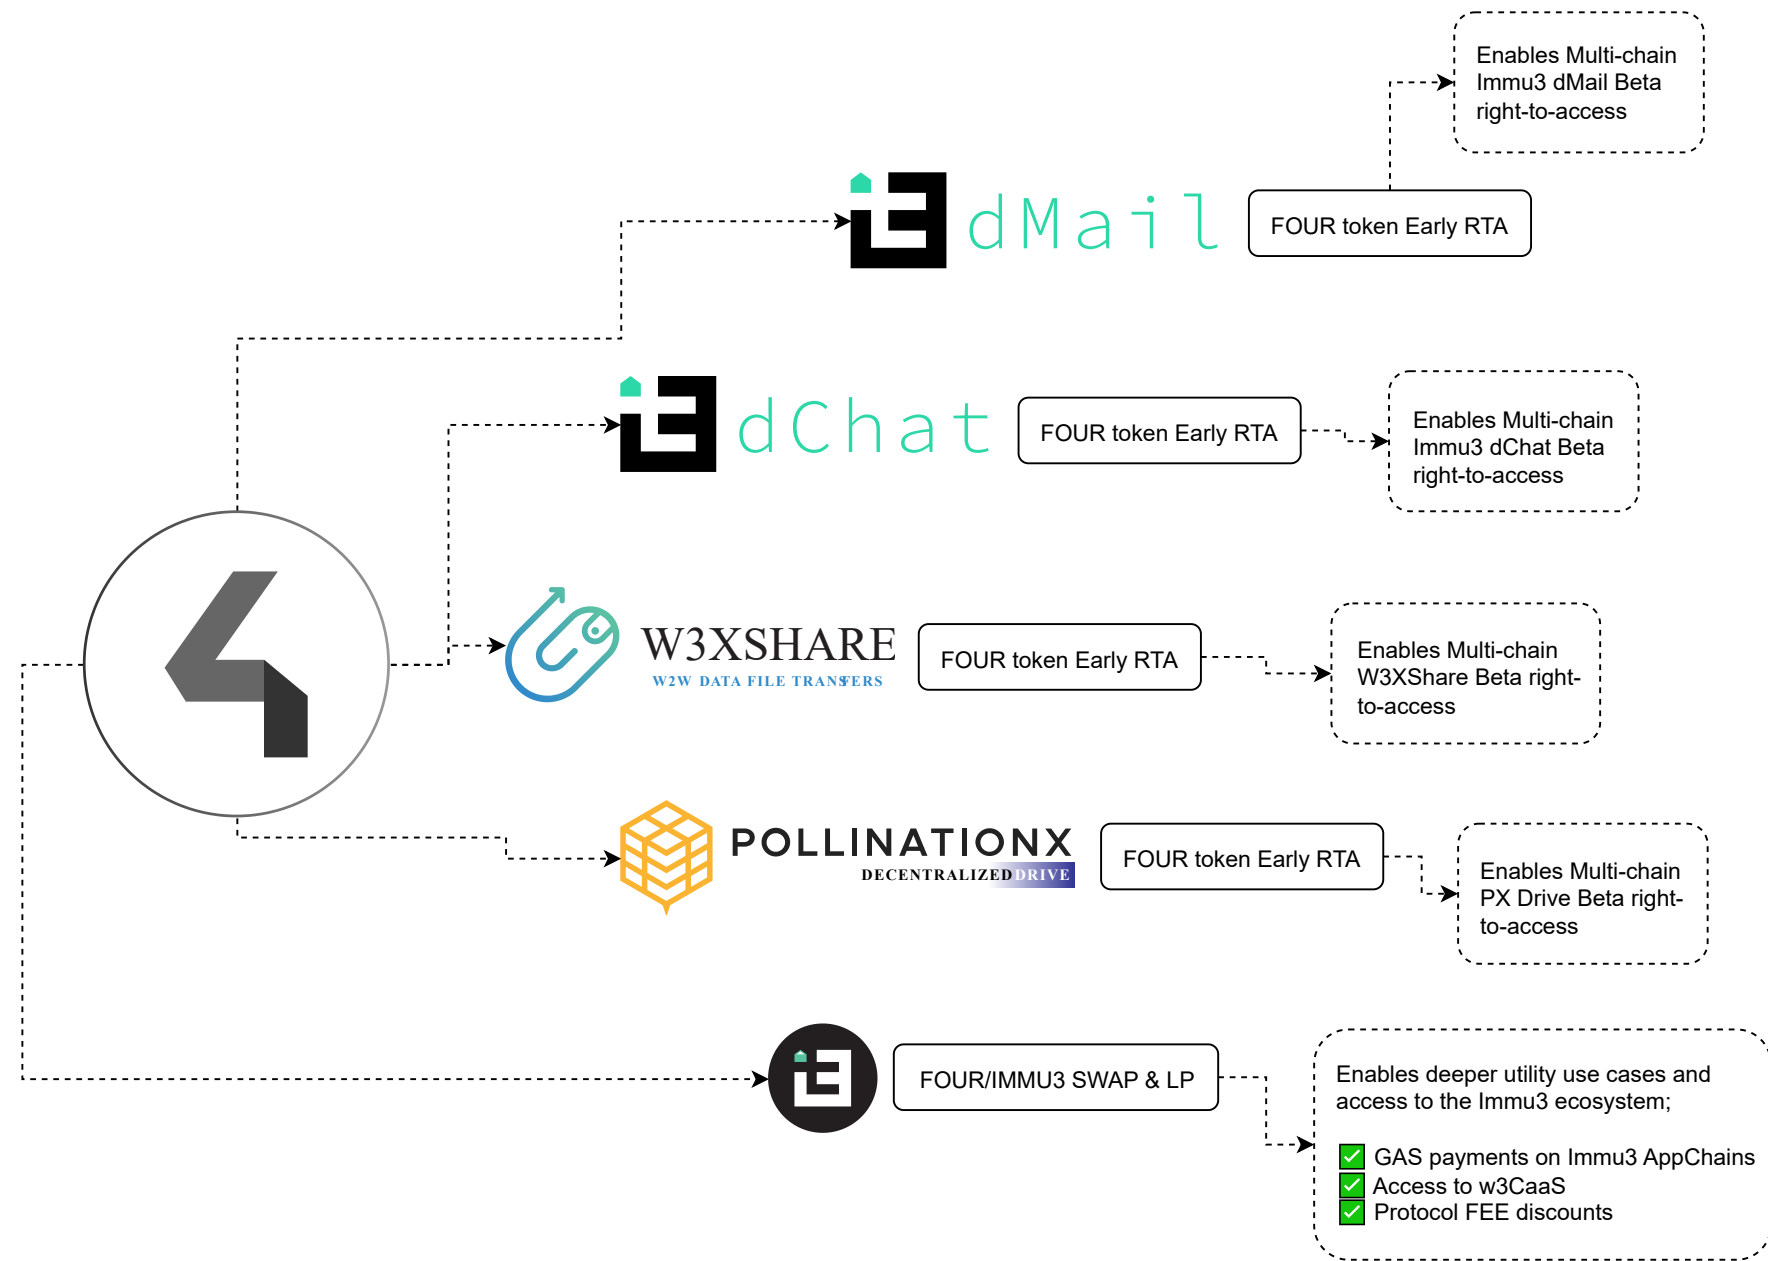 Enables Multi-chain
Immu3 dMail Beta
right-to-access
dMail
FOUR token Early RTA
dChat
FOUR token Early RTA
Enables Multi-chain
Immu3 dChat Beta
right-to-access
W3XSHARE
W2W DATA FILE TRANSFERS
FOUR token Early RTA
Enables Multi-chain
W3XShare Beta right-
to-access
POLLINATIONX
DECENTRALIZED DRIVE
FOUR token Early RTA
Enables Multi-chain
PX Drive Beta right-
to-access
FOUR/IMMU3 SWAP & LP
Enables deeper utility use cases and
access to the Immu3 ecosystem;
✅ GAS payments on Immu3 AppChains
✅ Access to w3CaaS
✅ Protocol FEE discounts